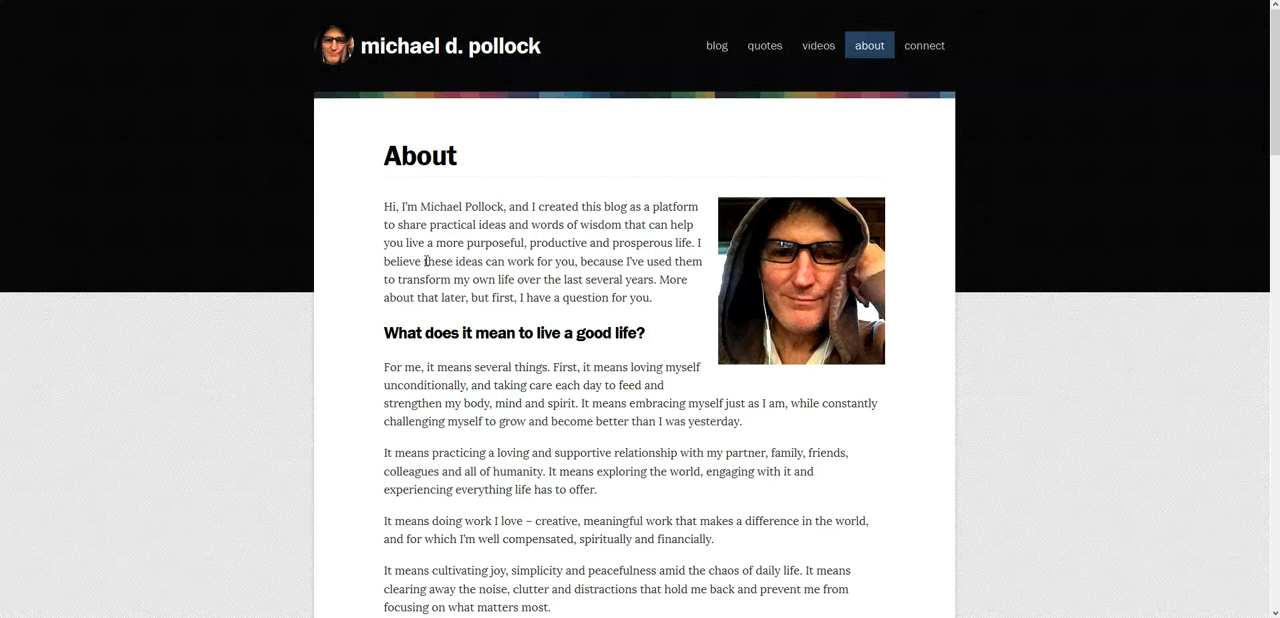 michael d. pollock
blog quotes videos about connect
About
Hi, I'm Michael Pollock, and I created this blog as a platform
to share practical ideas and words of wisdom that can help
you live a more purposeful, productive and prosperous life. I
believe these ideas can work for you, because I've used them
to transform my own life over the last several years. More
about that later, but first, I have a question for you.
What does it mean to live a good life?
For me, it means several things. First, it means loving myself
unconditionally, and taking care each day to feed and
strengthen my body, mind and spirit. It means embracing myself just as I am, while constantly
challenging myself to grow and become better than I was yesterday.
It means practicing a loving and supportive relationship with my partner, family, friends,
colleagues and all of humanity. It means exploring the world, engaging with it and
experiencing everything life has to offer.
It means doing work I love – creative, meaningful work that makes a difference in the world,
and for which I'm well compensated, spiritually and financially.
It means cultivating joy, simplicity and peacefulness amid the chaos of daily life. It means
clearing away the noise, clutter and distractions that hold me back and prevent me from
focusing on what matters most.